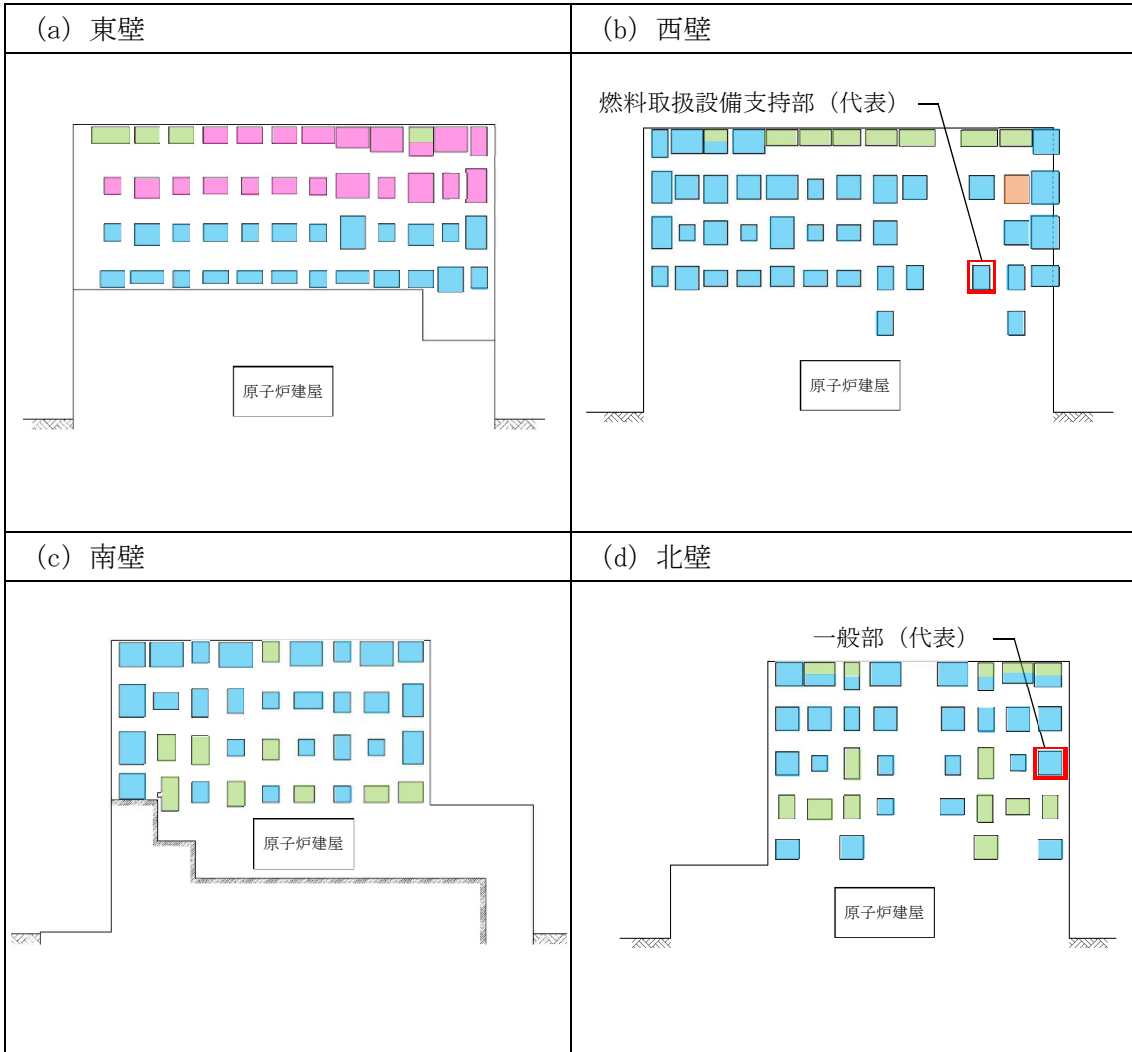 (a) 東壁
(b) 西壁
燃料取扱設備支持部(代表)
原子炉建屋
原子炉建屋
(c) 南壁
(d) 北壁
一般部(代表)
原子炉建屋
原子炉建屋